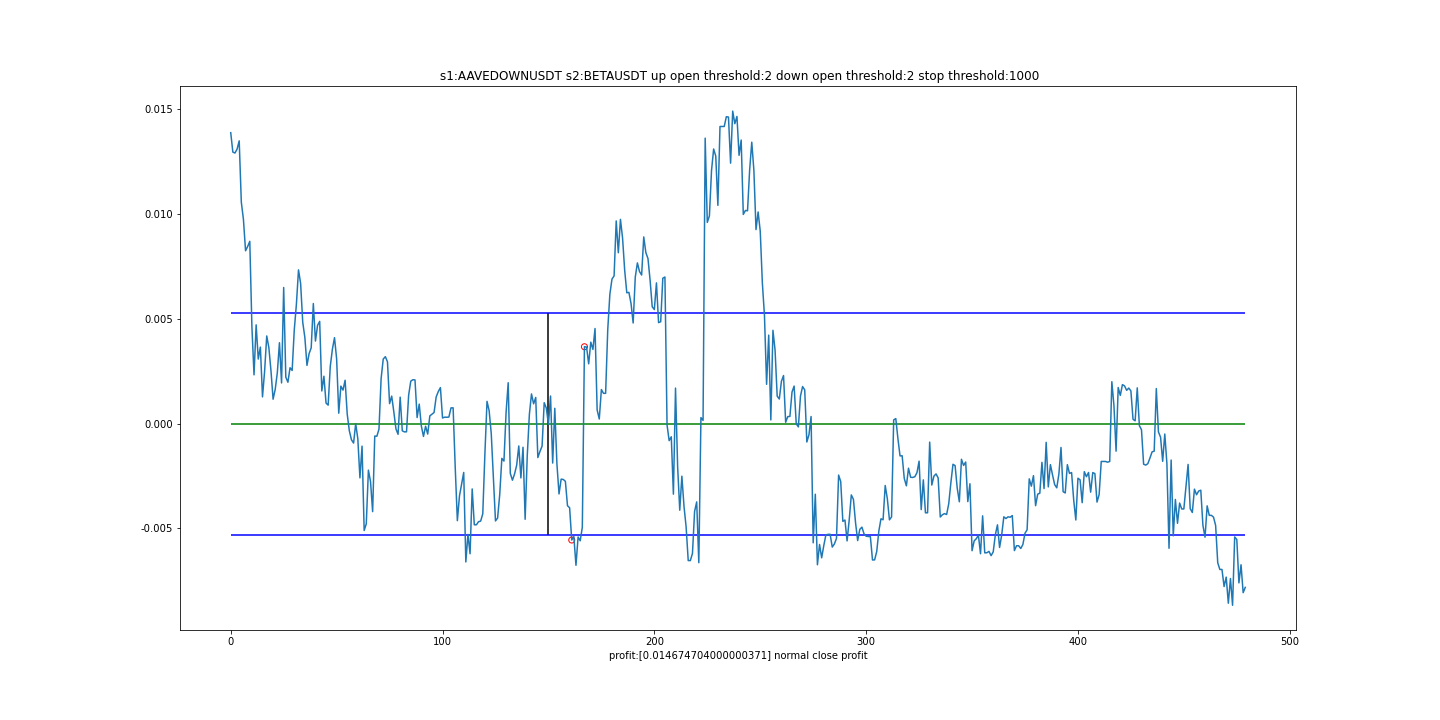 s1:AAVEDOWNUSDT s2:BETAUSDT up open threshold:2 down open threshold:2 stop threshold:1000
0.015
0.010
0.005
0.000
-0.005
0 100 200 300 400 500
profit:[0.014674704000000371] normal close profit